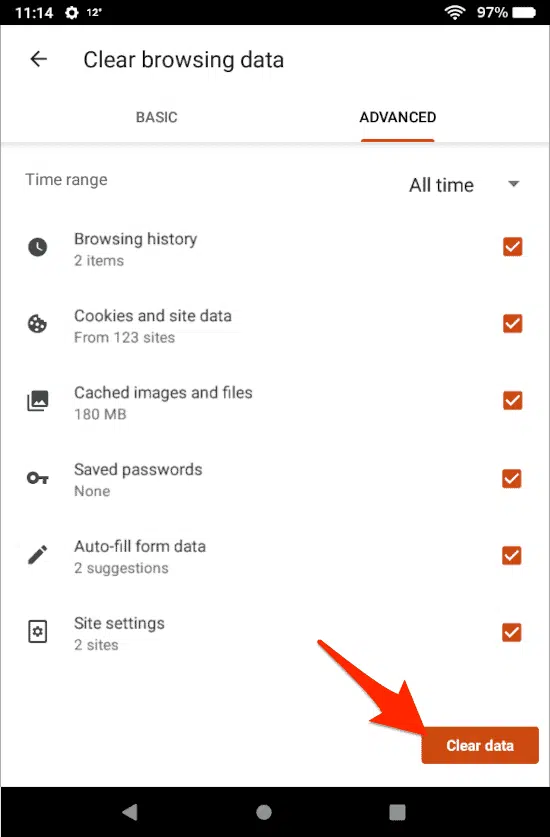 11:14 12° 97%
Clear browsing data
BASIC ADVANCED
Time range All time
Browsing history
2 items
Cookies and site data
From 123 sites
Cached images and files
180 MB
Saved passwords
None
Auto-fill form data
2 suggestions
Site settings
2 sites
Clear data